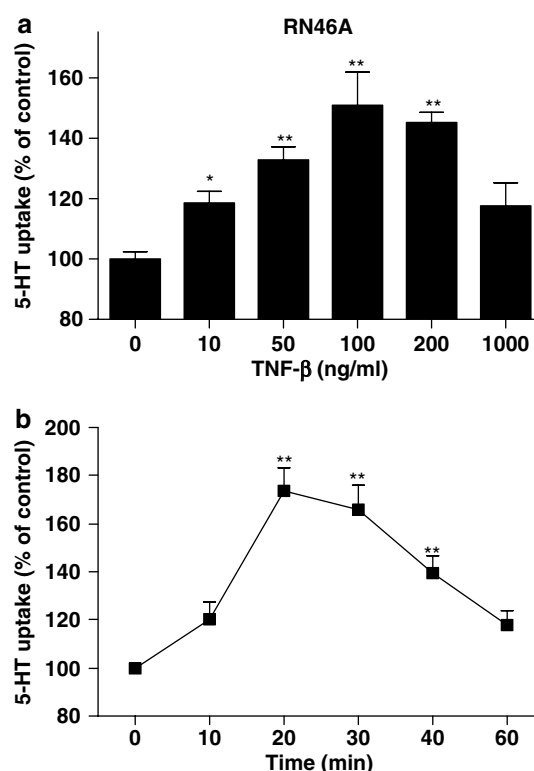 a
RN46A
5-HT uptake (% of control)
160
140
120
100
80
*
**
**
**
0 10 50 100 200 1000
TNF-β (ng/ml)
b
5-HT uptake (% of control)
200
180
160
140
120
100
80
**
**
**
0 10 20 30 40 60
Time (min)